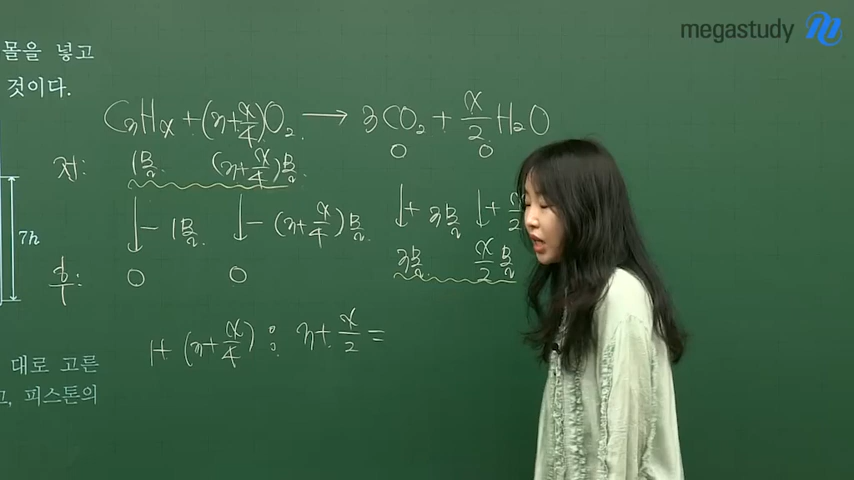 megastudy
몰을 넣고
것이다.
CnHx + (n + x/4)O2 → nCO2 + x/2 H2O
0 0
전: 1몰 (n + x/4)몰
7h
↓ - 1몰 ↓ - (n + x/4)몰 ↓ + n몰 ↓ +
후: 0 0 n몰 x/2 몰
1 + (n + x/4) : n + x/2 =
대로 고른
고, 피스톤의